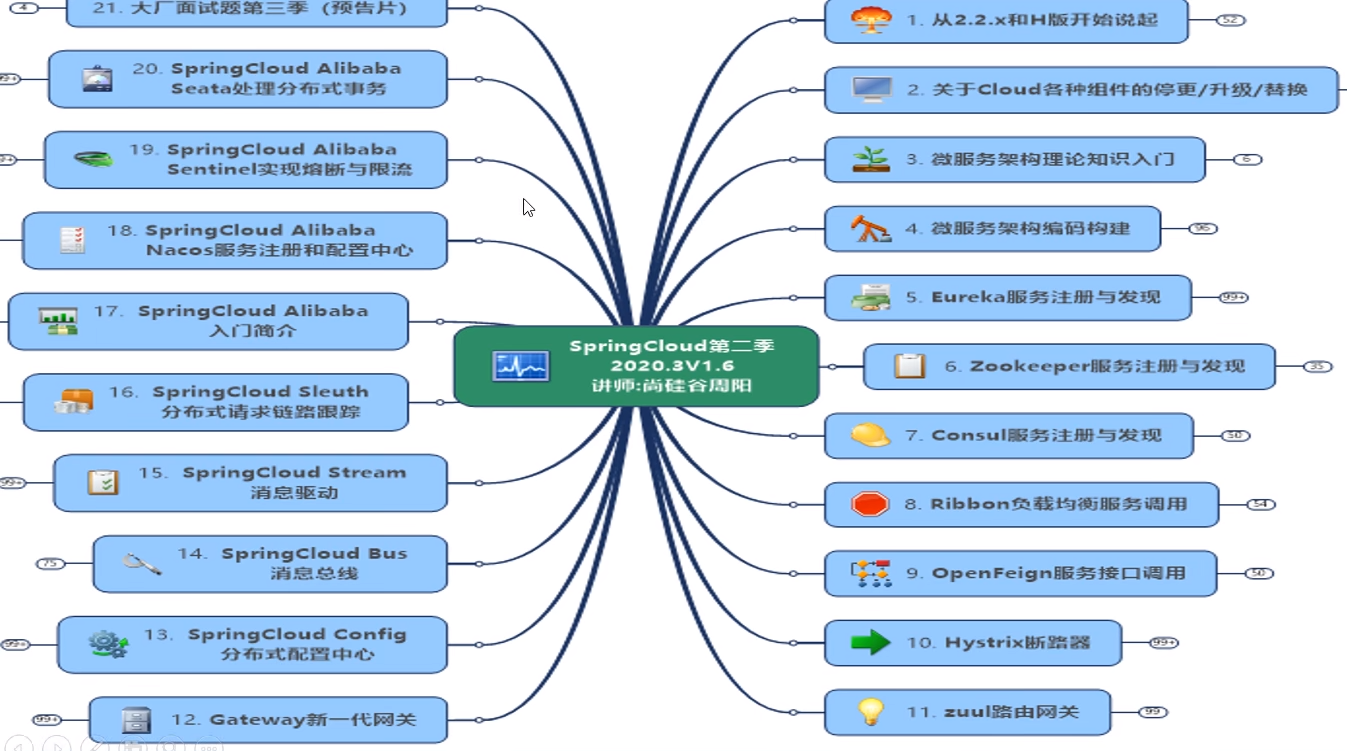 SpringCloud第二季
2020.3V1.6
讲师:尚硅谷周阳
1. 从2.2.x和H版开始说起
52
2. 关于Cloud各种组件的停更/升级/替换
3. 微服务架构理论知识入门
6
4. 微服务架构编码构建
96
5. Eureka服务注册与发现
99+
6. Zookeeper服务注册与发现
35
7. Consul服务注册与发现
30
8. Ribbon负载均衡服务调用
54
9. OpenFeign服务接口调用
50
10. Hystrix断路器
99+
11. zuul路由网关
99
12. Gateway新一代网关
99+
13. SpringCloud Config
分布式配置中心
99+
14. SpringCloud Bus
消息总线
75
15. SpringCloud Stream
消息驱动
99+
16. SpringCloud Sleuth
分布式请求链路跟踪
17. SpringCloud Alibaba
入门简介
18. SpringCloud Alibaba
Nacos服务注册和配置中心
19. SpringCloud Alibaba
Sentinel实现熔断与限流
20. SpringCloud Alibaba
Seata处理分布式事务
21. 大厂面试题第三季（预告片）
4